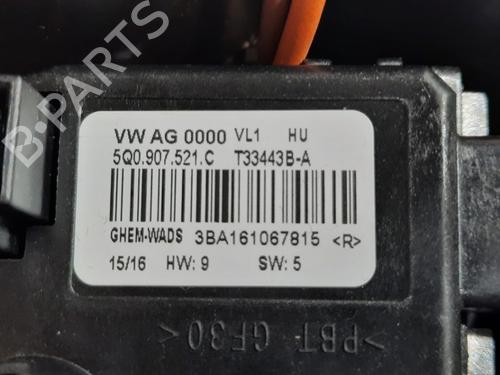 VW AG 0000 VL1 HU
5Q0.907.521.C T33443B-A
GHEM-WADS 3BA161067815 <R>
15/16 HW: 9 SW: 5
>PBT GF30<
B-PARTS